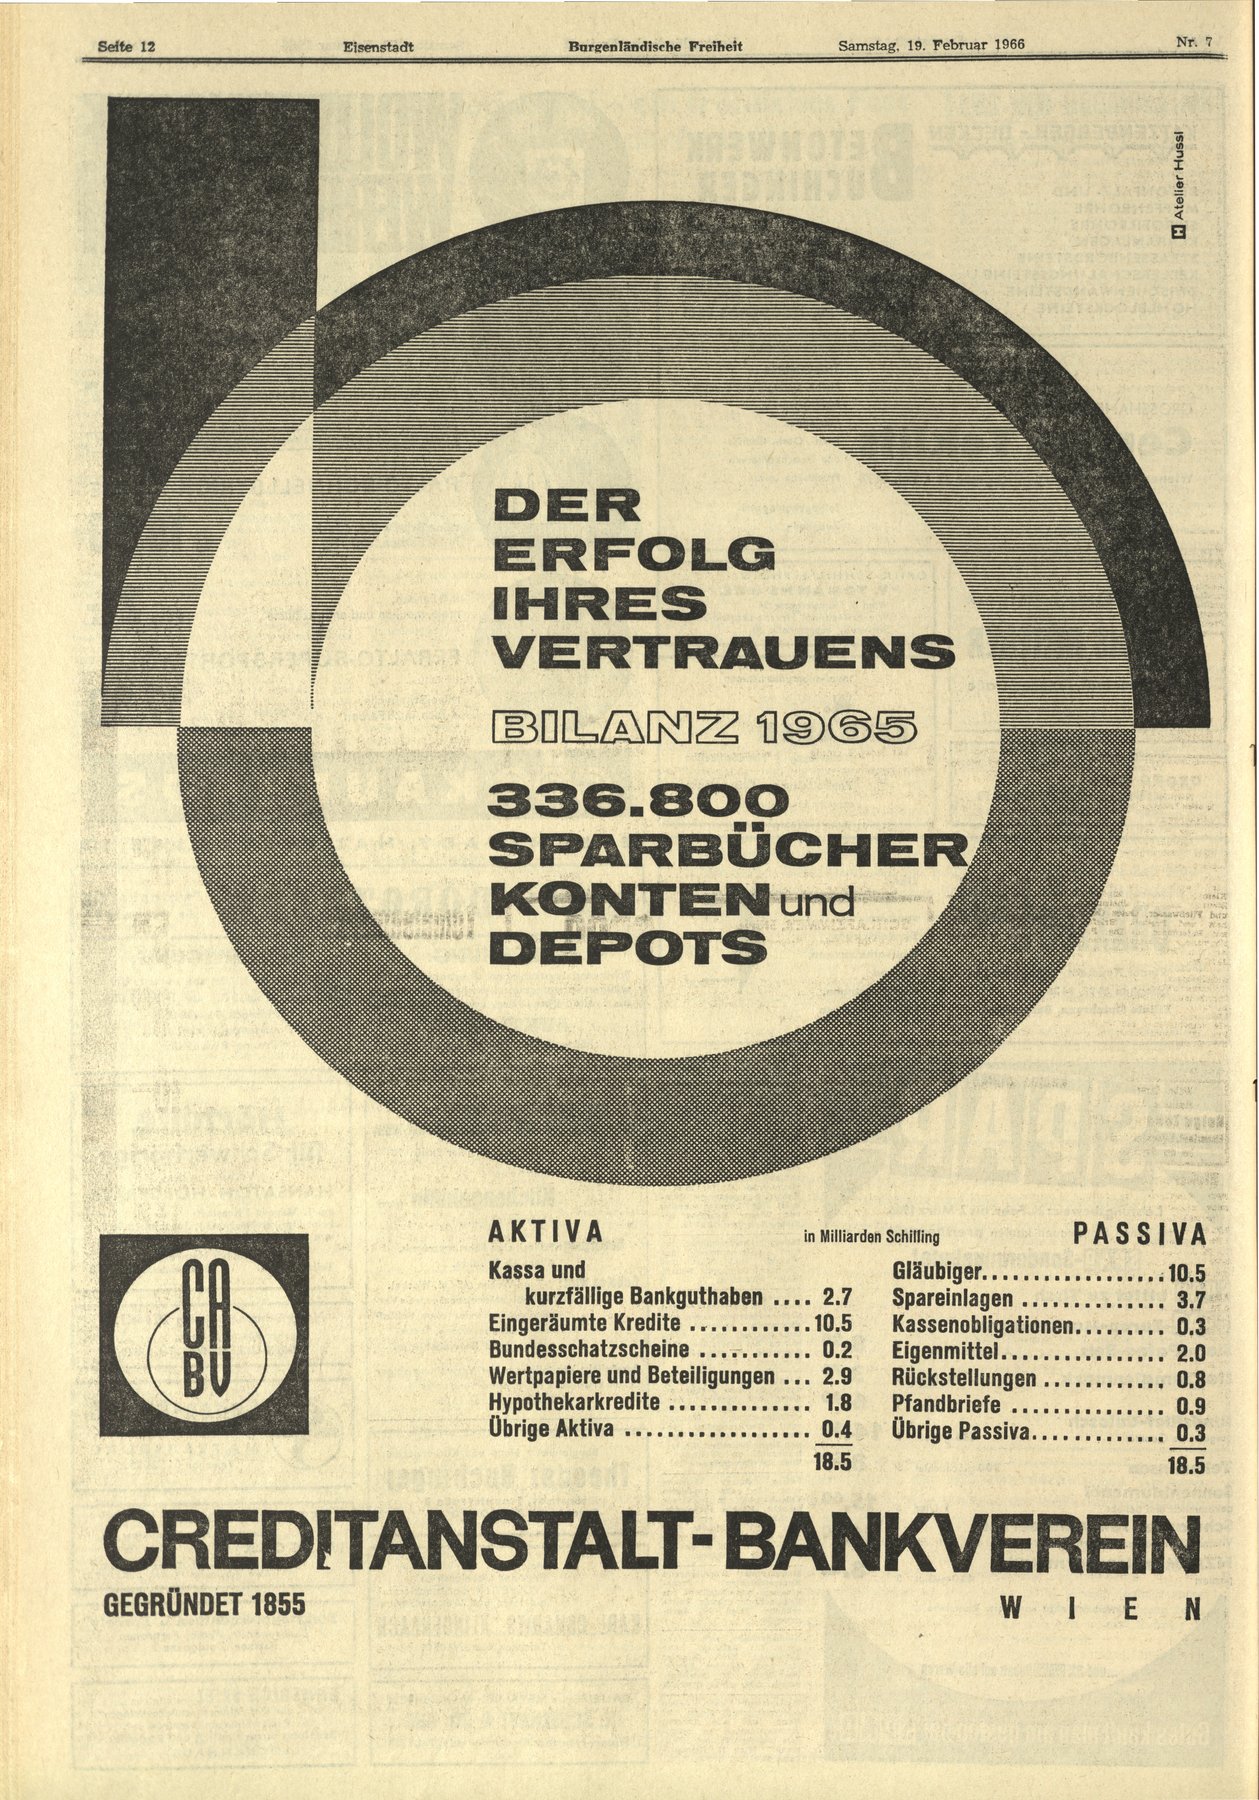 Seite 12 Eisenstadt Burgenländische Freiheit Samstag, 19. Februar 1966 Nr. 7
H Atelier Hussl
DER
ERFOLG
IHRES
VERTRAUENS
BILANZ 1965
336.800
SPARBÜCHER
KONTEN und
DEPOTS
AKTIVA in Milliarden Schilling PASSIVA
Kassa und
kurzfällige Bankguthaben .... 2.7
Eingeräumte Kredite ............10.5
Bundesschatzscheine ........... 0.2
Wertpapiere und Beteiligungen ... 2.9
Hypothekarkredite .............. 1.8
Übrige Aktiva .................. 0.4
18.5
Gläubiger..................10.5
Spareinlagen .............. 3.7
Kassenobligationen......... 0.3
Eigenmittel................ 2.0
Rückstellungen ............ 0.8
Pfandbriefe ............... 0.9
Übrige Passiva............. 0.3
18.5
CA
BV
CREDITANSTALT-BANKVEREIN
GEGRÜNDET 1855 WIEN